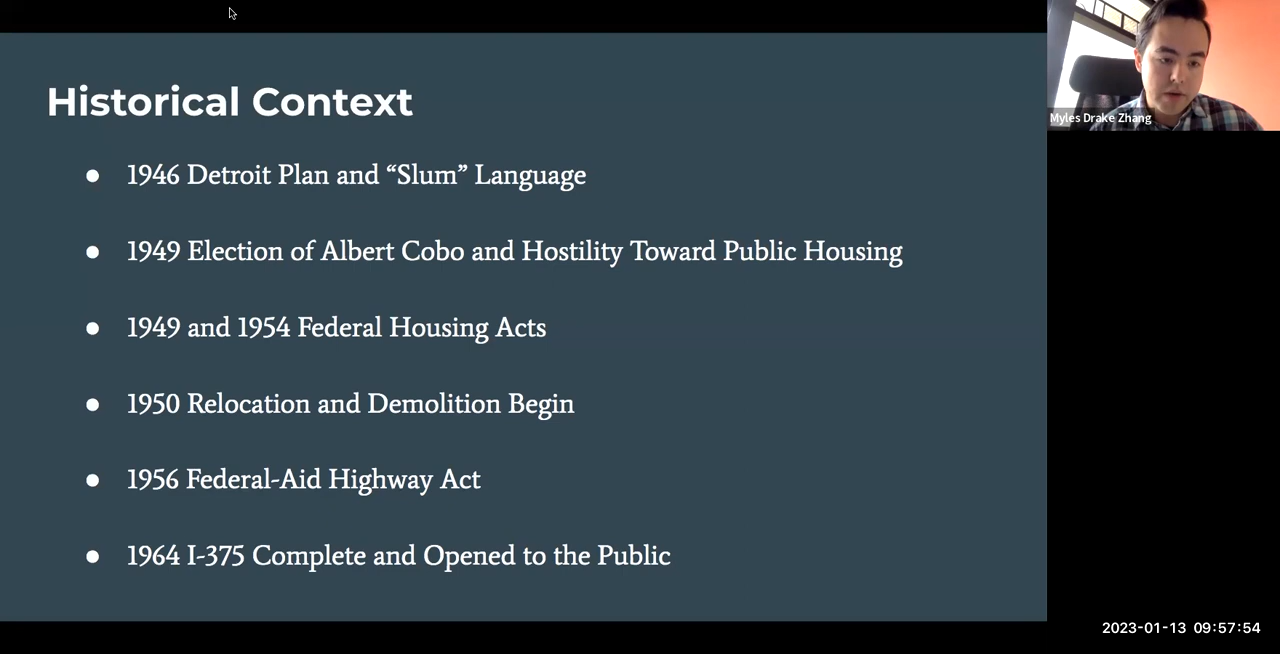 Historical Context
● 1946 Detroit Plan and “Slum” Language
● 1949 Election of Albert Cobo and Hostility Toward Public Housing
● 1949 and 1954 Federal Housing Acts
● 1950 Relocation and Demolition Begin
● 1956 Federal-Aid Highway Act
● 1964 I-375 Complete and Opened to the Public
Myles Drake Zhang
2023-01-13 09:57:54